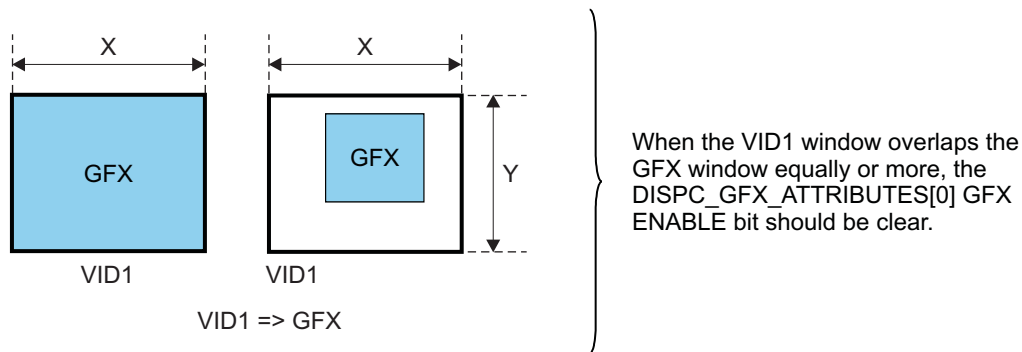 X
GFX
VID1
X
GFX
Y
VID1
VID1 => GFX
When the VID1 window overlaps the
GFX window equally or more, the
DISPC_GFX_ATTRIBUTES[0] GFX
ENABLE bit should be clear.